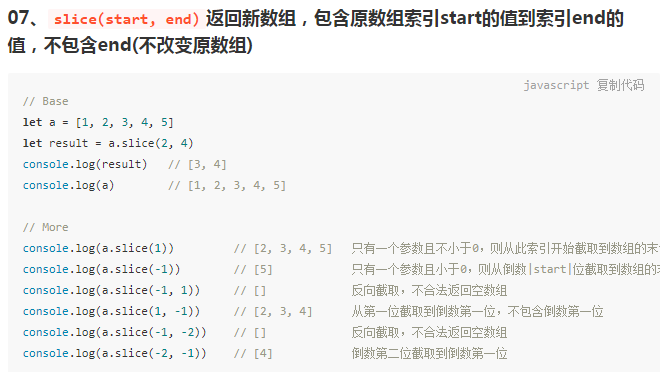 07、slice(start, end)返回新数组，包含原数组索引start的值到索引end的
值，不包含end(不改变原数组)
javascript 复制代码
// Base
let a = [1, 2, 3, 4, 5]
let result = a.slice(2, 4)
console.log(result) // [3, 4]
console.log(a) // [1, 2, 3, 4, 5]
// More
console.log(a.slice(1)) // [2, 3, 4, 5] 只有一个参数且不小于0，则从此索引开始截取到数组的末
console.log(a.slice(-1)) // [5] 只有一个参数且小于0，则从倒数|start|位截取到数组的
console.log(a.slice(-1, 1)) // [] 反向截取，不合法返回空数组
console.log(a.slice(1, -1)) // [2, 3, 4] 从第一位截取到倒数第一位，不包含倒数第一位
console.log(a.slice(-1, -2)) // [] 反向截取，不合法返回空数组
console.log(a.slice(-2, -1)) // [4] 倒数第二位截取到倒数第一位